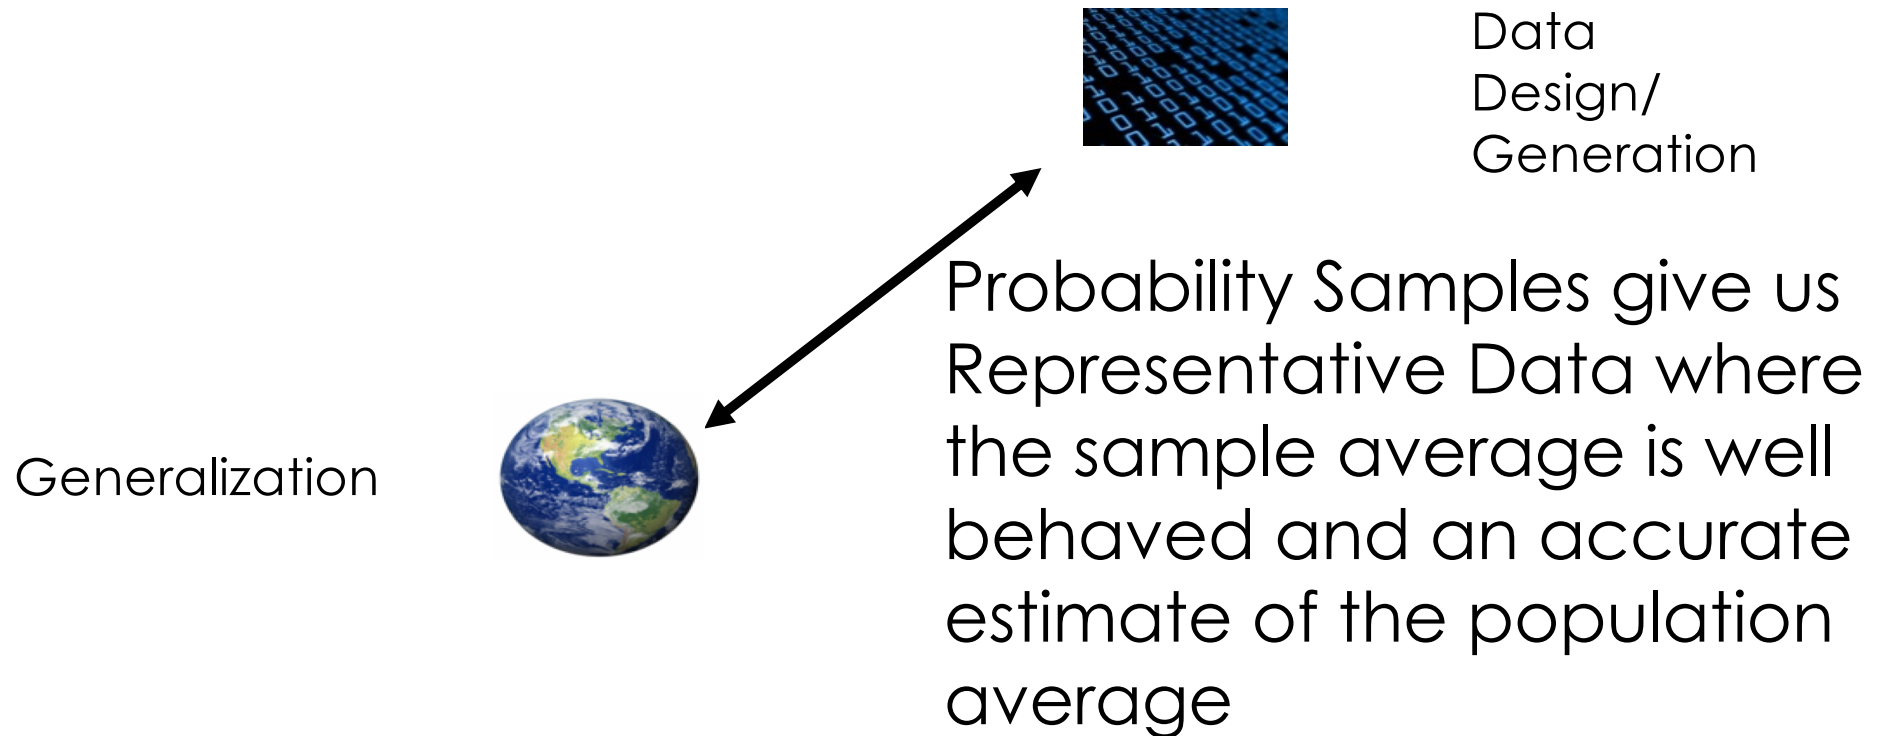 Data
Design/
Generation
Probability Samples give us
Representative Data where
the sample average is well
behaved and an accurate
estimate of the population
average
Generalization